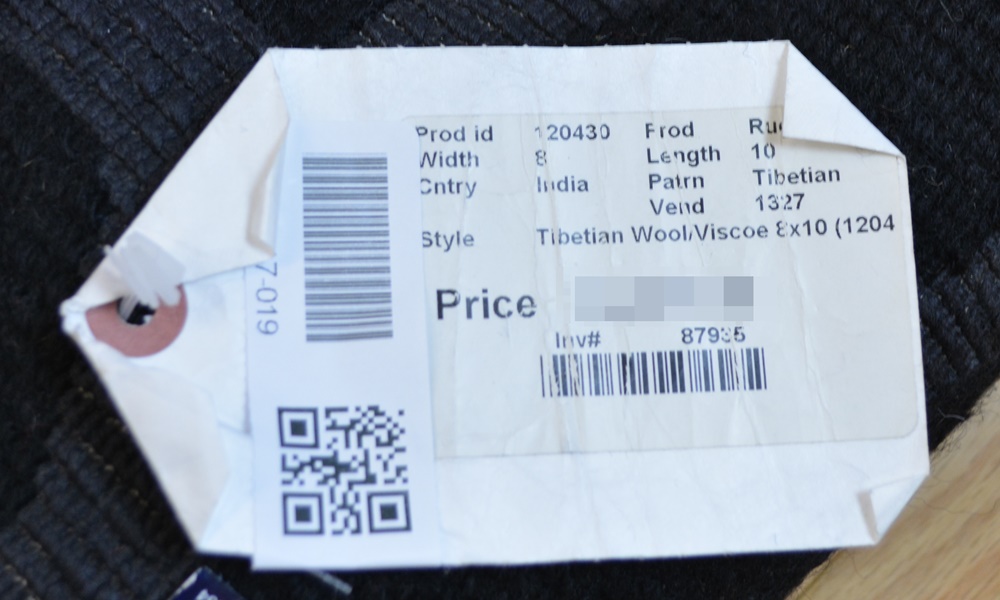 Prod id 120430 Prod
Width 8 Length 10
Cntry India Patrn Tibetian
Vend 1327
Style Tibetian Wool/Viscoe 8x10 (1204
Price
Inv# 87935
7-019